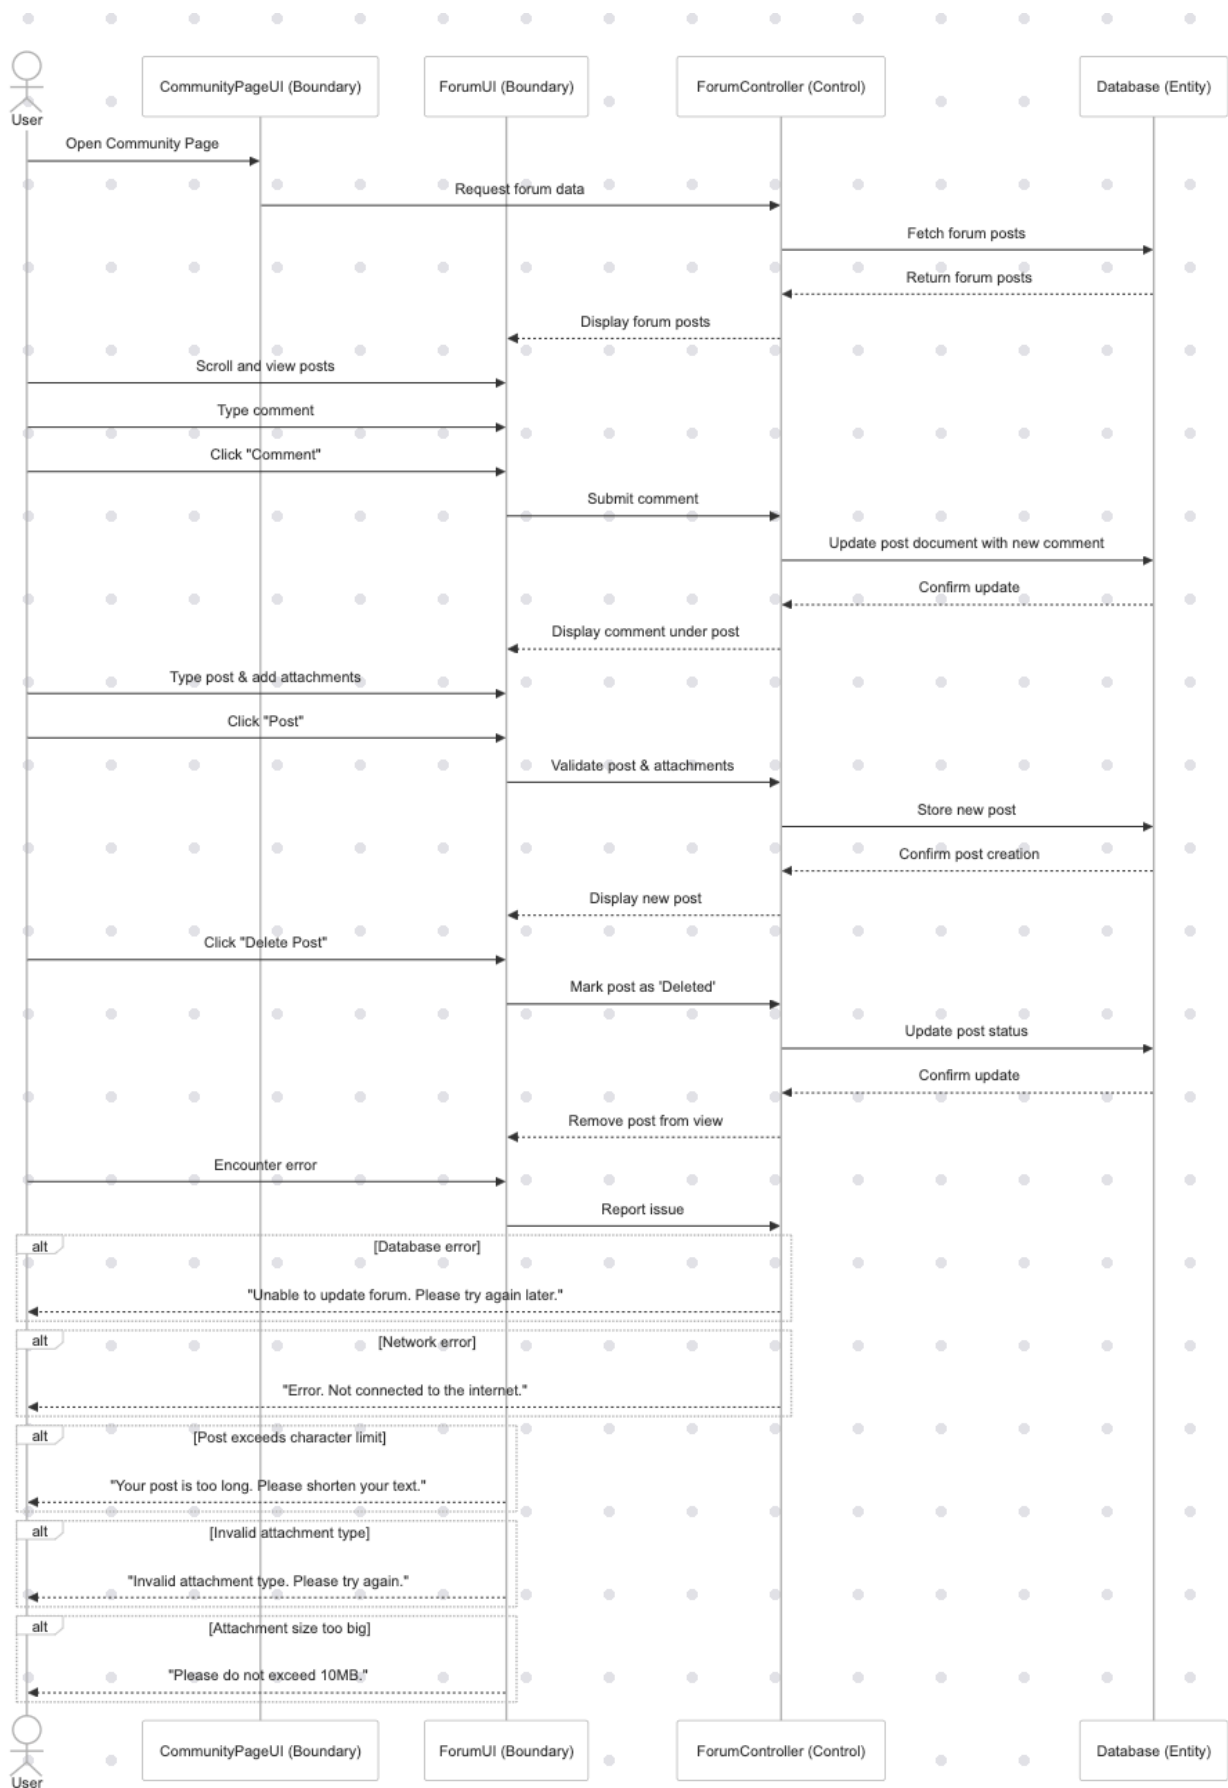 CommunityPageUI (Boundary)
ForumUI (Boundary)
ForumController (Control)
Database (Entity)
User
Open Community Page
Request forum data
Fetch forum posts
Return forum posts
Display forum posts
Scroll and view posts
Type comment
Click "Comment"
Submit comment
Update post document with new comment
Confirm update
Display comment under post
Type post & add attachments
Click "Post"
Validate post & attachments
Store new post
Confirm post creation
Display new post
Click "Delete Post"
Mark post as 'Deleted'
Update post status
Confirm update
Remove post from view
Encounter error
Report issue
alt
[Database error]
"Unable to update forum. Please try again later."
alt
[Network error]
"Error. Not connected to the internet."
alt
[Post exceeds character limit]
"Your post is too long. Please shorten your text."
alt
[Invalid attachment type]
"Invalid attachment type. Please try again."
alt
[Attachment size too big]
"Please do not exceed 10MB."
CommunityPageUI (Boundary)
ForumUI (Boundary)
ForumController (Control)
Database (Entity)
User